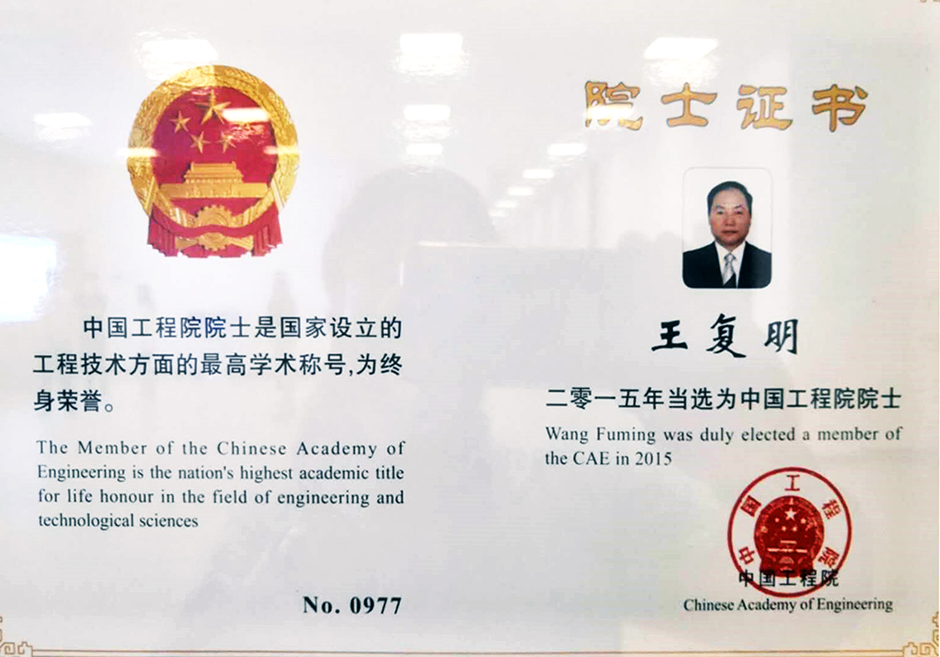 中国工程院院士是国家设立的
工程技术方面的最高学术称号,为终
身荣誉。
The Member of the Chinese Academy of
Engineering is the nation's highest academic title
for life honour in the field of engineering and
technological sciences
No. 0977
院士证书
王复明
二零一五年当选为中国工程院院士
Wang Fuming was duly elected a member of
the CAE in 2015
中国工程院
中国工程院
Chinese Academy of Engineering